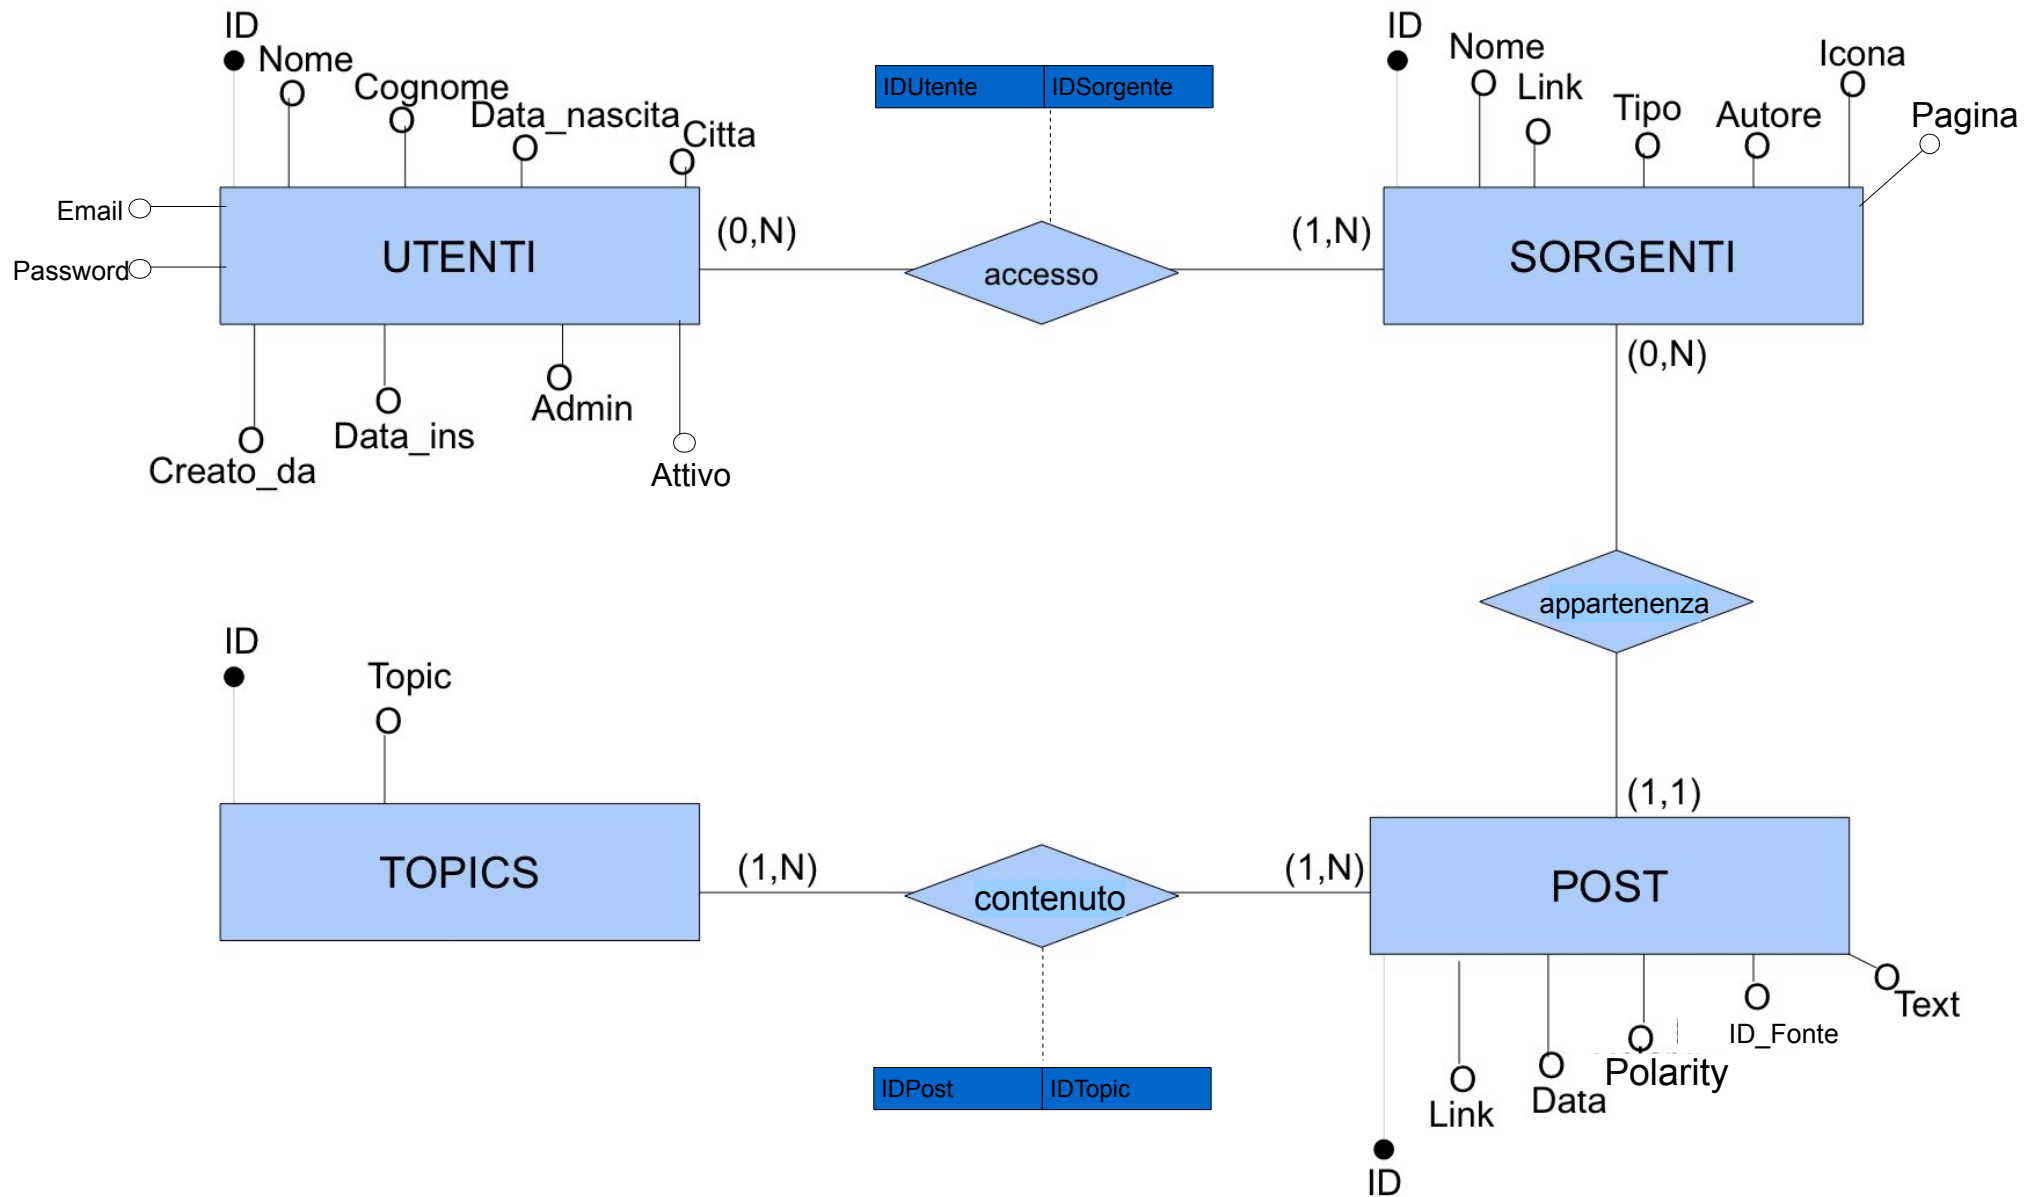 ID
Nome
Cognome
Data_nascita
Citta
Email
Password
UTENTI
Creato_da
Data_ins
Admin
Attivo
IDUtente
IDSorgente
(0,N)
accesso
(1,N)
ID
Nome
Link
Tipo
Autore
Icona
Pagina
SORGENTI
(0,N)
appartenenza
(1,1)
ID
Topic
TOPICS
(1,N)
contenuto
(1,N)
IDPost
IDTopic
POST
ID
Link
Data
Polarity
ID_Fonte
Text